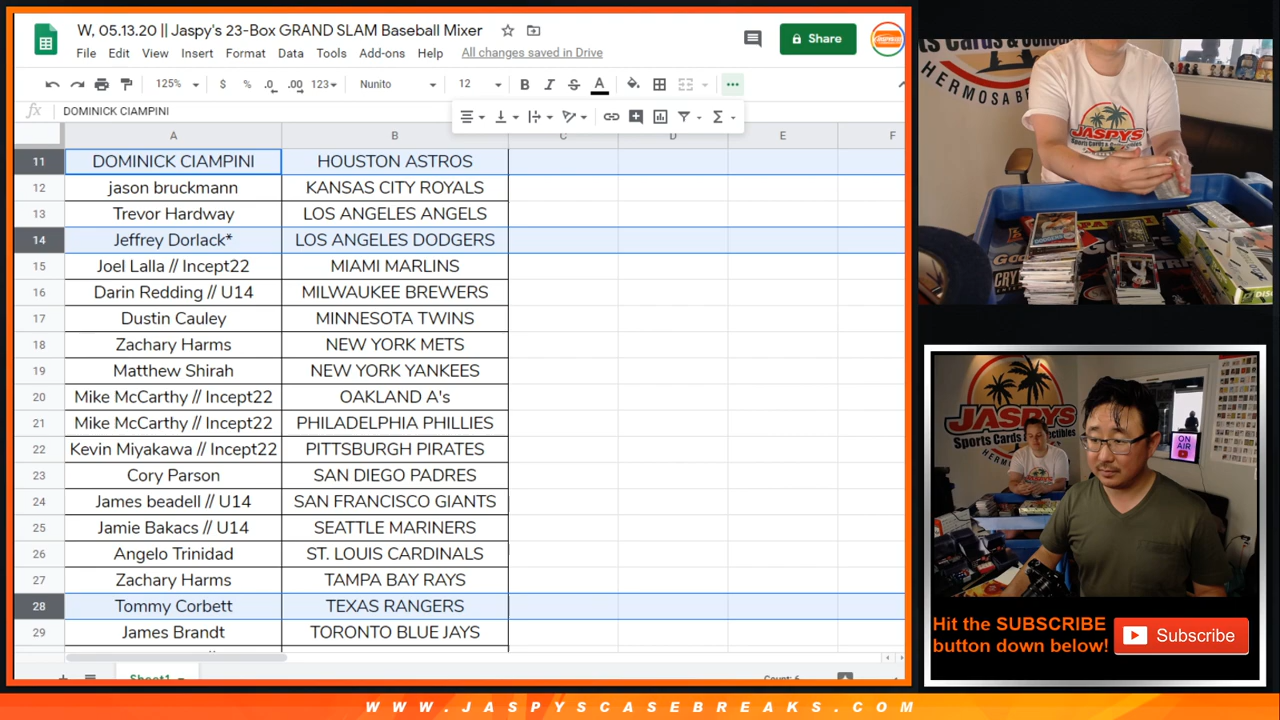 W, 05.13.20 || Jaspy's 23-Box GRAND SLAM Baseball Mixer
Share
File Edit View Insert Format Data Tools Add-ons Help All changes saved in Drive
125% $ % .0 .00 123 Nunito 12 B I S A
fx DOMINICK CIAMPINI
A B C D E F
11 DOMINICK CIAMPINI HOUSTON ASTROS
12 jason bruckmann KANSAS CITY ROYALS
13 Trevor Hardway LOS ANGELES ANGELS
14 Jeffrey Dorlack* LOS ANGELES DODGERS
15 Joel Lalla // Incept22 MIAMI MARLINS
16 Darin Redding // U14 MILWAUKEE BREWERS
17 Dustin Cauley MINNESOTA TWINS
18 Zachary Harms NEW YORK METS
19 Matthew Shirah NEW YORK YANKEES
20 Mike McCarthy // Incept22 OAKLAND A's
21 Mike McCarthy // Incept22 PHILADELPHIA PHILLIES
22 Kevin Miyakawa // Incept22 PITTSBURGH PIRATES
23 Cory Parson SAN DIEGO PADRES
24 James beadell // U14 SAN FRANCISCO GIANTS
25 Jamie Bakacs // U14 SEATTLE MARINERS
26 Angelo Trinidad ST. LOUIS CARDINALS
27 Zachary Harms TAMPA BAY RAYS
28 Tommy Corbett TEXAS RANGERS
29 James Brandt TORONTO BLUE JAYS
Sheet1
Count: 6
HERMOSA BE
JASPYS
JASPYS
Sports Cards & Collectibles
HERM
ON AIR
Hit the SUBSCRIBE
button down below!
Subscribe
WWW.JASPYSCASEBREAKS.COM